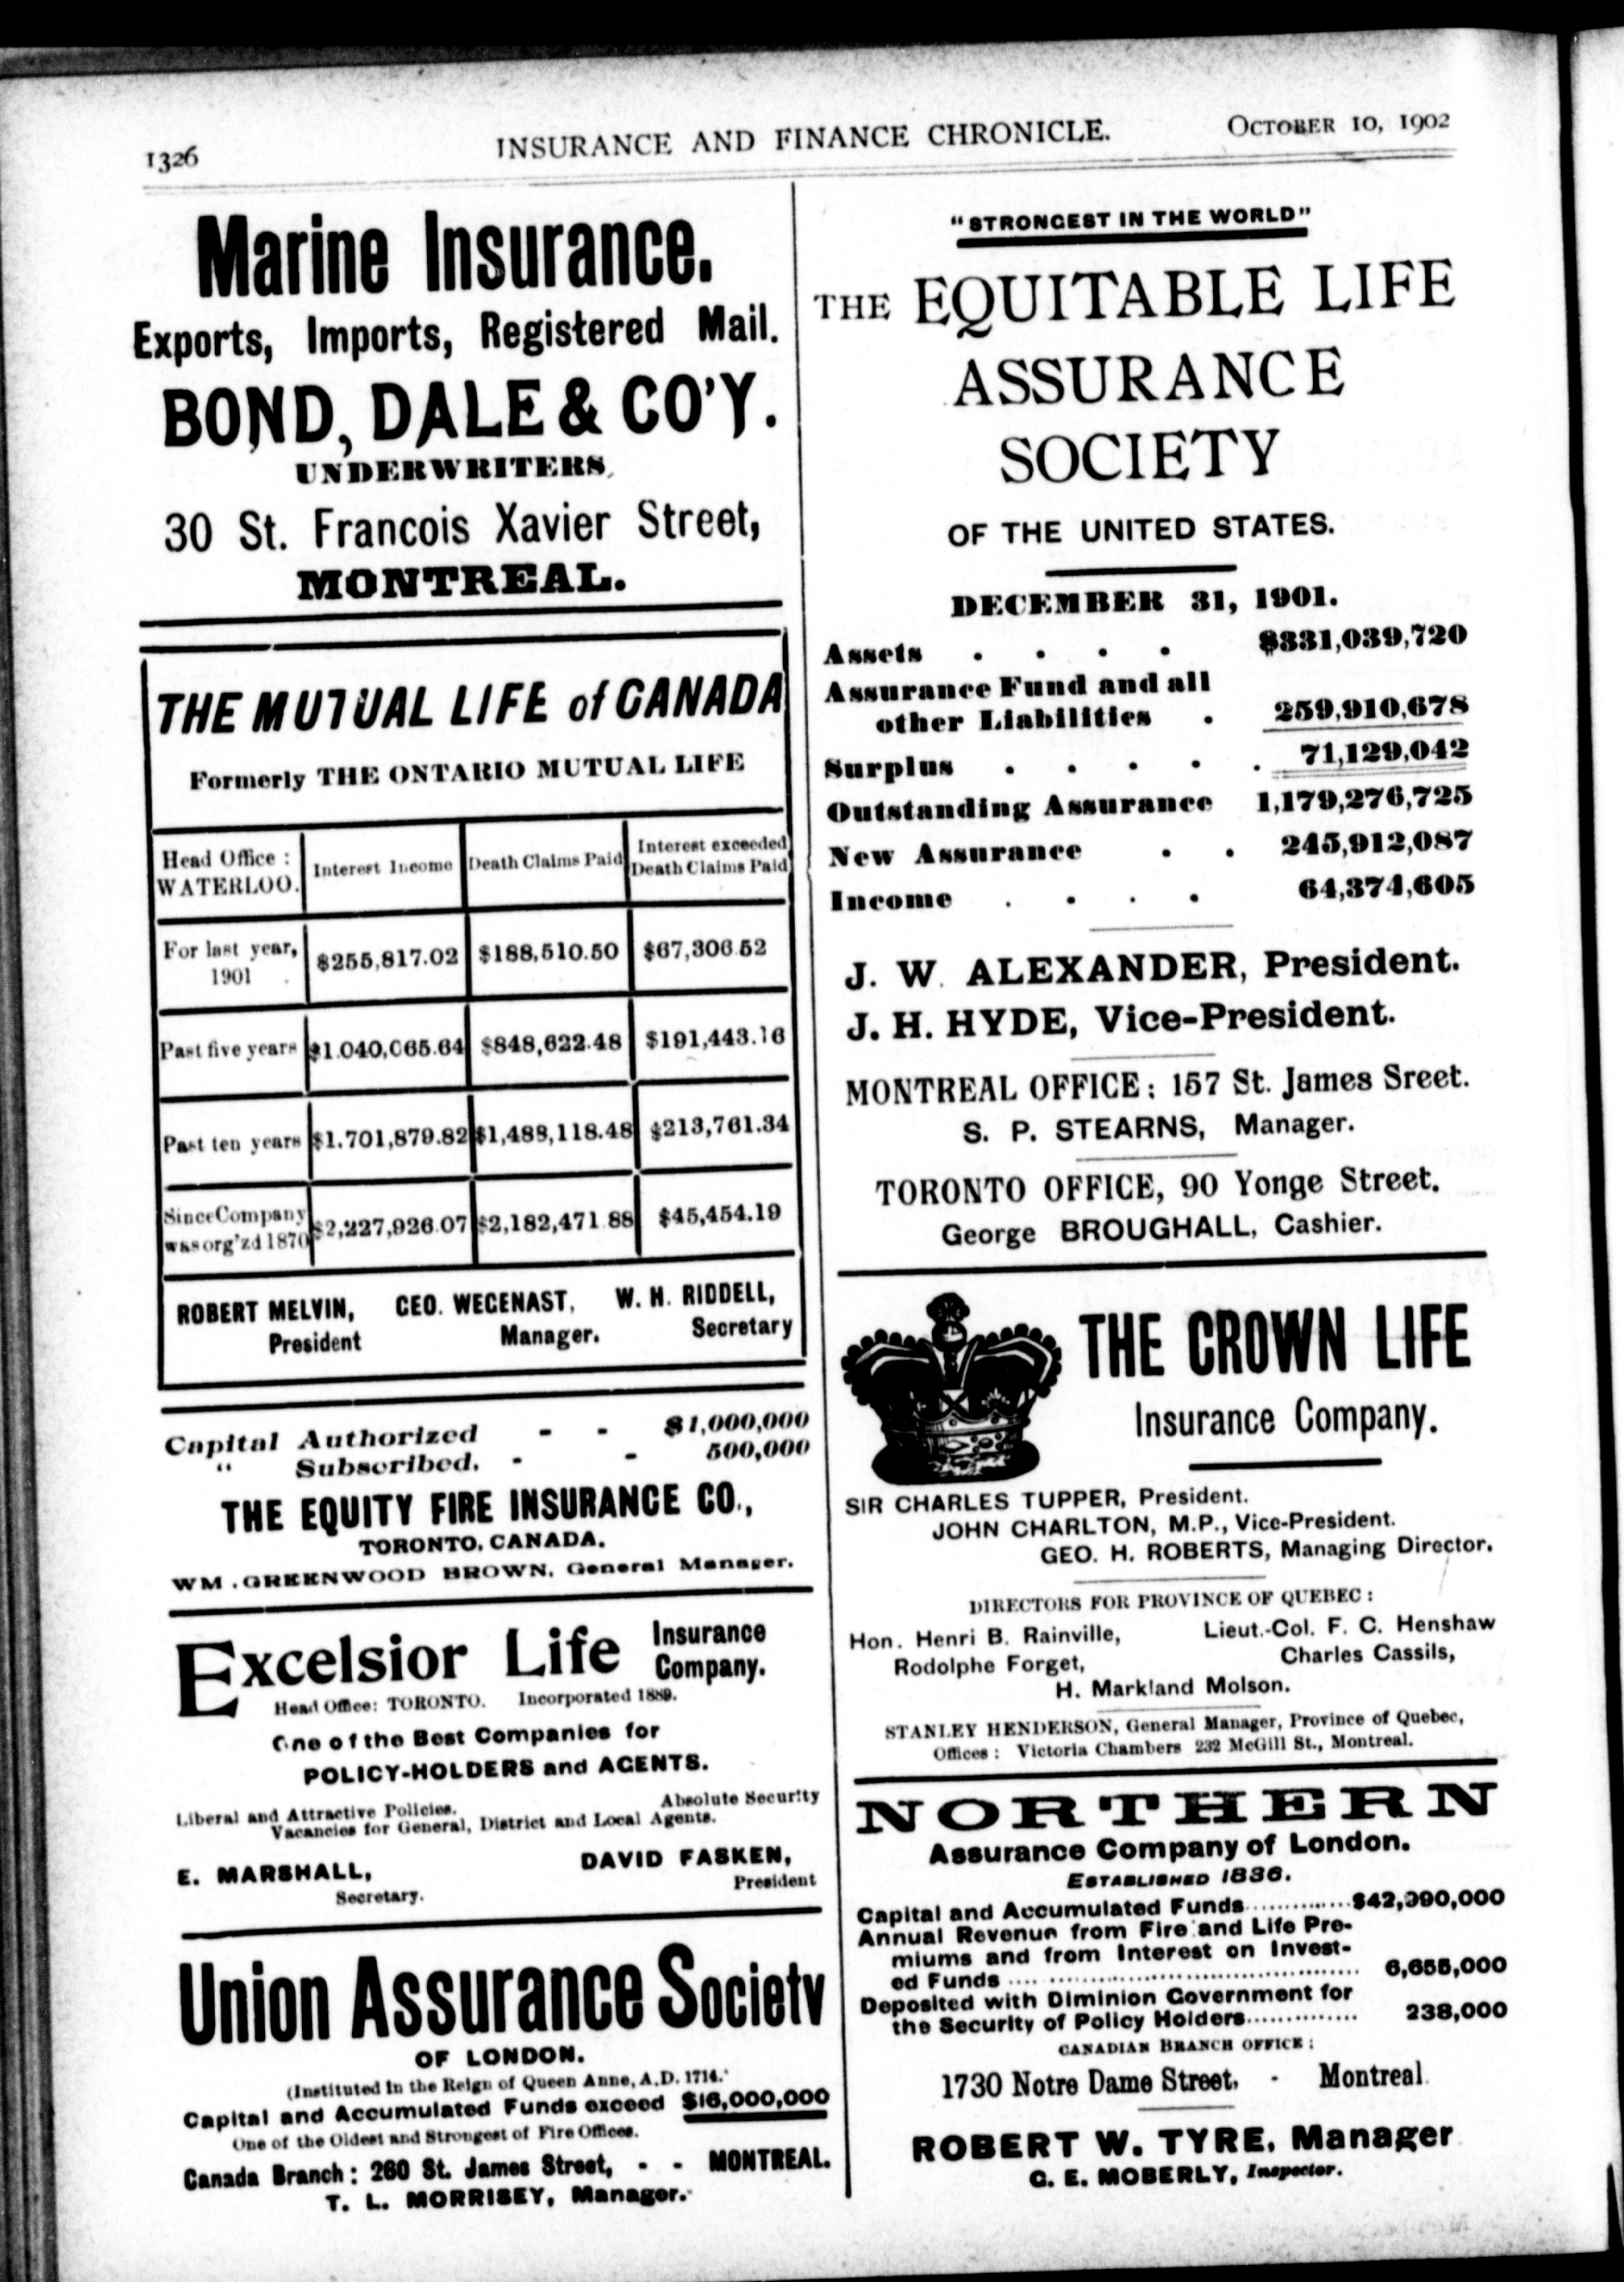 1326
INSURANCE AND FINANCE CHRONICLE.
OCTOBER 10, 1902
Marine Insurance.
Exports, Imports, Registered Mail.
BOND, DALE & CO'Y.
UNDERWRITERS,
30 St. Francois Xavier Street,
MONTREAL.
THE MUTUAL LIFE of CANADA
Formerly THE ONTARIO MUTUAL LIFE
Head Office : WATERLOO. Interest Income Death Claims Paid Interest exceeded Death Claims Paid
For last year, 1901 $255,817.02 $188,510.50 $67,306.52
Past five years $1.040,065.64 $848,622.48 $191,443.16
Past ten years $1.701,879.82 $1,488,118.48 $213,761.34
Since Company was org'zd 1870 $2,227,926.07 $2,182,471.88 $45,454.19
ROBERT MELVIN, GEO. WEGENAST, W. H. RIDDELL,
President Manager. Secretary
Capital Authorized - - $1,000,000
" Subscribed, - - 500,000
THE EQUITY FIRE INSURANCE CO.,
TORONTO, CANADA.
WM. GREENWOOD BROWN, General Manager.
Excelsior Life Insurance Company.
Head Office: TORONTO. Incorporated 1889.
One of the Best Companies for
POLICY-HOLDERS and AGENTS.
Liberal and Attractive Policies. Absolute Security
Vacancies for General, District and Local Agents.
E. MARSHALL, DAVID FASKEN,
Secretary. President
Union Assurance Society
OF LONDON.
(Instituted in the Reign of Queen Anne, A.D. 1714.
Capital and Accumulated Funds exceed $16,000,000
One of the Oldest and Strongest of Fire Offices.
Canada Branch: 260 St. James Street, - - MONTREAL.
T. L. MORRISEY, Manager.
"STRONGEST IN THE WORLD"
THE EQUITABLE LIFE
ASSURANCE
SOCIETY
OF THE UNITED STATES.
DECEMBER 31, 1901.
Assets . . . . $331,039,720
Assurance Fund and all
other Liabilities . 259,910,678
Surplus . . . . . 71,129,042
Outstanding Assurance 1,179,276,725
New Assurance . . 245,912,087
Income . . . . 64,374,605
J. W. ALEXANDER, President.
J. H. HYDE, Vice-President.
MONTREAL OFFICE: 157 St. James Sreet.
S. P. STEARNS, Manager.
TORONTO OFFICE, 90 Yonge Street.
George BROUGHALL, Cashier.
THE CROWN LIFE
Insurance Company.
SIR CHARLES TUPPER, President.
JOHN CHARLTON, M.P., Vice-President.
GEO. H. ROBERTS, Managing Director.
DIRECTORS FOR PROVINCE OF QUEBEC :
Hon. Henri B. Rainville, Lieut.-Col. F. C. Henshaw
Rodolphe Forget, Charles Cassils,
H. Markland Molson.
STANLEY HENDERSON, General Manager, Province of Quebec,
Offices : Victoria Chambers 232 McGill St., Montreal.
NORTHERN
Assurance Company of London.
ESTABLISHED 1836.
Capital and Accumulated Funds.............$42,990,000
Annual Revenue from Fire and Life Pre-
miums and from Interest on Invest-
ed Funds .... .................................... 6,655,000
Deposited with Diminion Government for
the Security of Policy Holders.............. 238,000
CANADIAN BRANCH OFFICE :
1730 Notre Dame Street, - Montreal.
ROBERT W. TYRE, Manager
G. E. MOBERLY, Inspector.